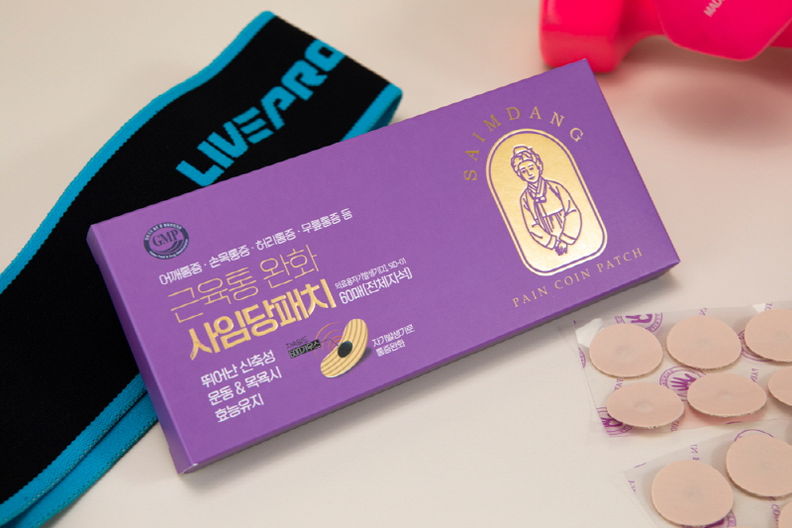 LIVEPRO
MAD
SAIMDANG
PAIN COIN PATCH
GMP
어깨통증 · 손목통증 · 허리통증 · 무릎통증 등
근육통 완화
사임당패치
60매(전체자석)
자기발생기로
통증완화
뛰어난 신축성
운동 & 목욕시
효능유지